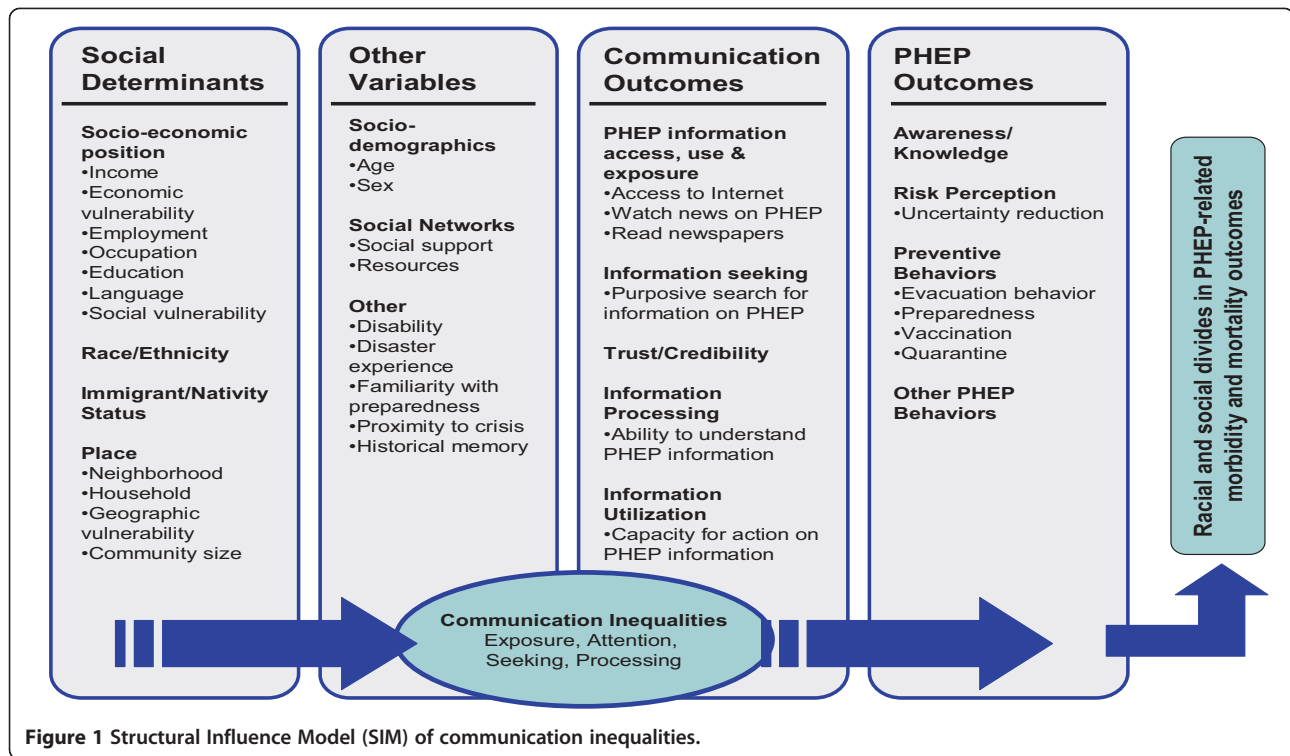 Social
Determinants
Socio-economic
position
•Income
•Economic
vulnerability
•Employment
•Occupation
•Education
•Language
•Social vulnerability
Race/Ethnicity
Immigrant/Nativity
Status
Place
•Neighborhood
•Household
•Geographic
vulnerability
•Community size
Other
Variables
Socio-
demographics
•Age
•Sex
Social Networks
•Social support
•Resources
Other
•Disability
•Disaster
experience
•Familiarity with
preparedness
•Proximity to crisis
•Historical memory
Communication
Outcomes
PHEP information
access, use &
exposure
•Access to Internet
•Watch news on PHEP
•Read newspapers
Information seeking
•Purposive search for
information on PHEP
Trust/Credibility
Information
Processing
•Ability to understand
PHEP information
Information
Utilization
•Capacity for action on
PHEP information
PHEP
Outcomes
Awareness/
Knowledge
Risk Perception
•Uncertainty reduction
Preventive
Behaviors
•Evacuation behavior
•Preparedness
•Vaccination
•Quarantine
Other PHEP
Behaviors
Racial and social divides in PHEP-related
morbidity and mortality outcomes
Communication Inequalities
Exposure, Attention,
Seeking, Processing
Figure 1 Structural Influence Model (SIM) of communication inequalities.